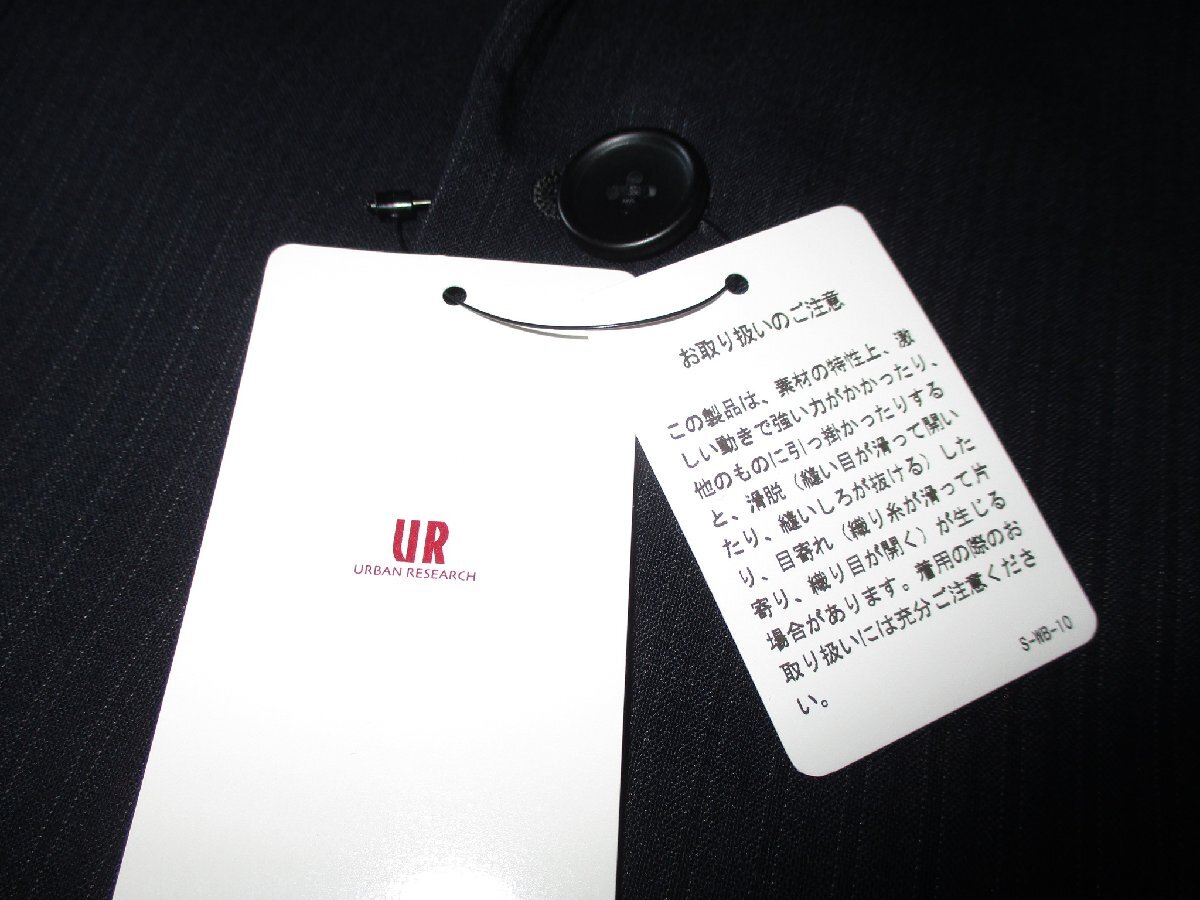 UR
URBAN RESEARCH
お取り扱いのご注意
この製品は、素材の特性上、激
しい動きで強い力がかかったり、
他のものに引っ掛かったりする
と、滑脱（縫い目が滑って開い
たり、縫いしろが抜ける）した
り、目寄れ（織り糸が滑って片
寄り、織り目が開く）が生じる
場合があります。着用の際のお
取り扱いには充分ご注意くださ
い。
S-WB-10